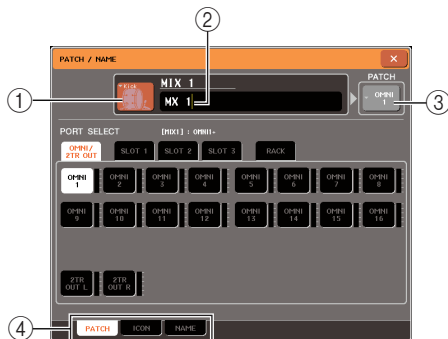 ②
PATCH / NAME
PATCH
Kick
MIX 1
①
MX 1
OMNI 1
③
PORT SELECT [MIX1] : OMNI1-
OMNI/ 2TR OUT SLOT 1 SLOT 2 SLOT 3 RACK
OMNI 1 OMNI 2 OMNI 3 OMNI 4 OMNI 5 OMNI 6 OMNI 7 OMNI 8
OMNI 9 OMNI 10 OMNI 11 OMNI 12 OMNI 13 OMNI 14 OMNI 15 OMNI 16
2TR OUT L 2TR OUT R
④
PATCH ICON NAME